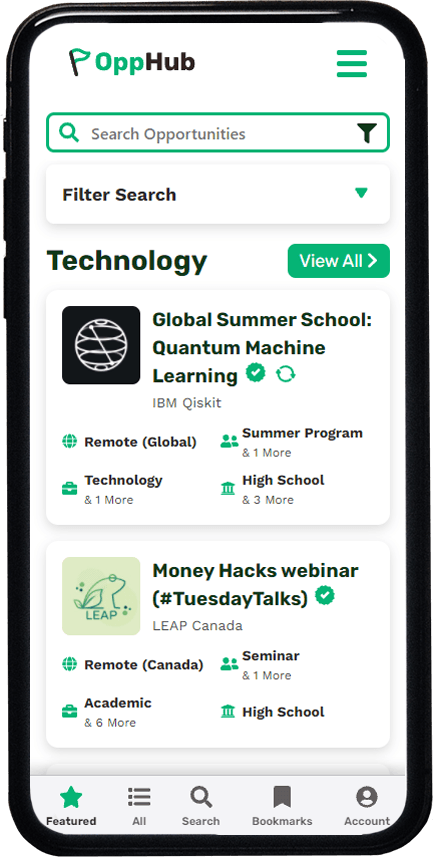 OppHub
Search Opportunities
Filter Search
Technology
View All
Global Summer School:
Quantum Machine
Learning
IBM Qiskit
Remote (Global)
Summer Program
& 1 More
Technology
& 1 More
High School
& 3 More
LEAP
Money Hacks webinar
(#TuesdayTalks)
LEAP Canada
Remote (Canada)
Seminar
& 1 More
Academic
& 6 More
High School
Featured
All
Search
Bookmarks
Account